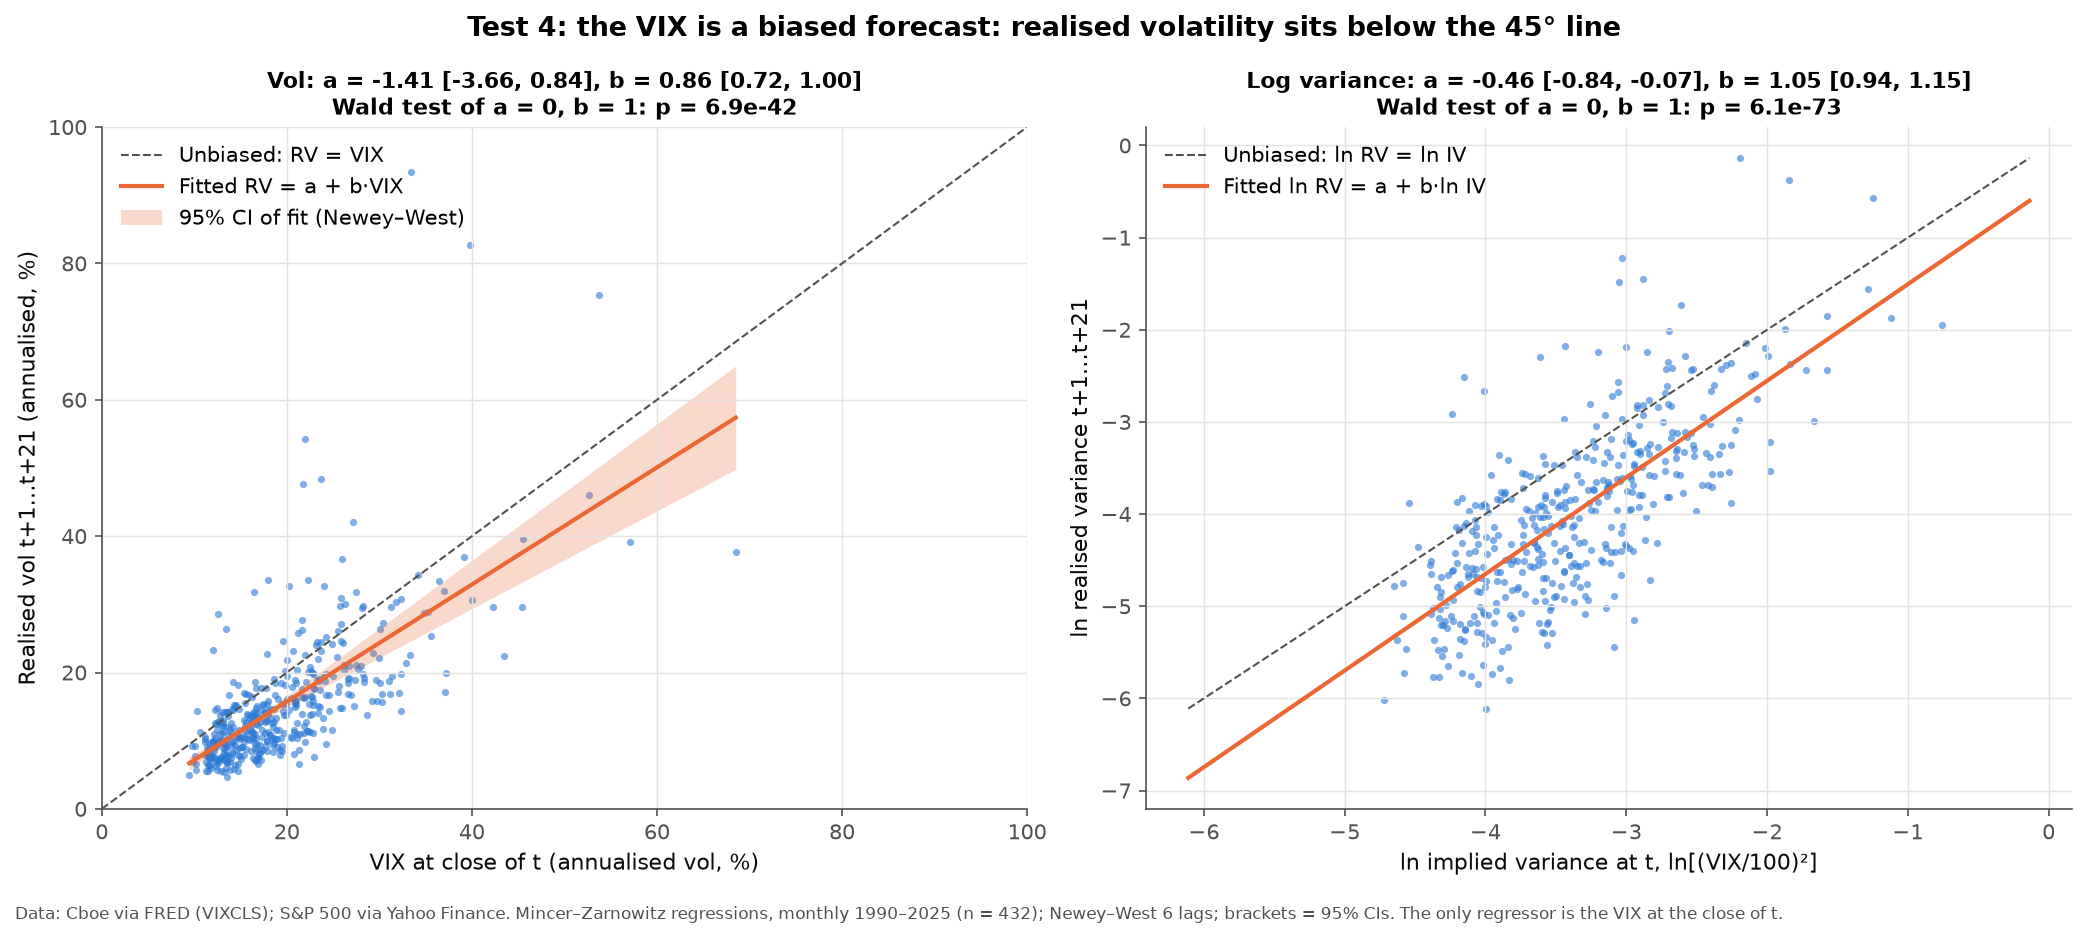 Test 4: the VIX is a biased forecast: realised volatility sits below the 45° line
Vol: a = -1.41 [-3.66, 0.84], b = 0.86 [0.72, 1.00]
Wald test of a = 0, b = 1: p = 6.9e-42
Unbiased: RV = VIX
Fitted RV = a + b·VIX
95% CI of fit (Newey–West)
Realised vol t+1…t+21 (annualised, %)
100
80
60
40
20
0
0 20 40 60 80 100
VIX at close of t (annualised vol, %)
Log variance: a = -0.46 [-0.84, -0.07], b = 1.05 [0.94, 1.15]
Wald test of a = 0, b = 1: p = 6.1e-73
Unbiased: ln RV = ln IV
Fitted ln RV = a + b·ln IV
ln realised variance t+1…t+21
0
−1
−2
−3
−4
−5
−6
−7
−6 −5 −4 −3 −2 −1 0
ln implied variance at t, ln[(VIX/100)²]
Data: Cboe via FRED (VIXCLS); S&P 500 via Yahoo Finance. Mincer–Zarnowitz regressions, monthly 1990–2025 (n = 432); Newey–West 6 lags; brackets = 95% CIs. The only regressor is the VIX at the close of t.